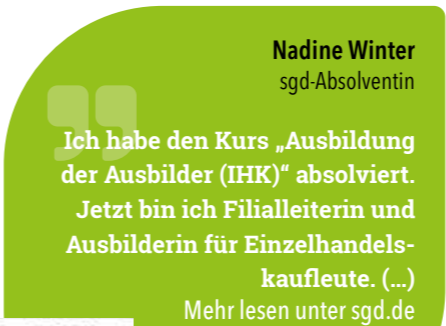 Nadine Winter
sgd-Absolventin
Ich habe den Kurs „Ausbildung
der Ausbilder (IHK)“ absolviert.
Jetzt bin ich Filialleiterin und
Ausbilderin für Einzelhandels-
kaufleute. (...)
Mehr lesen unter sgd.de